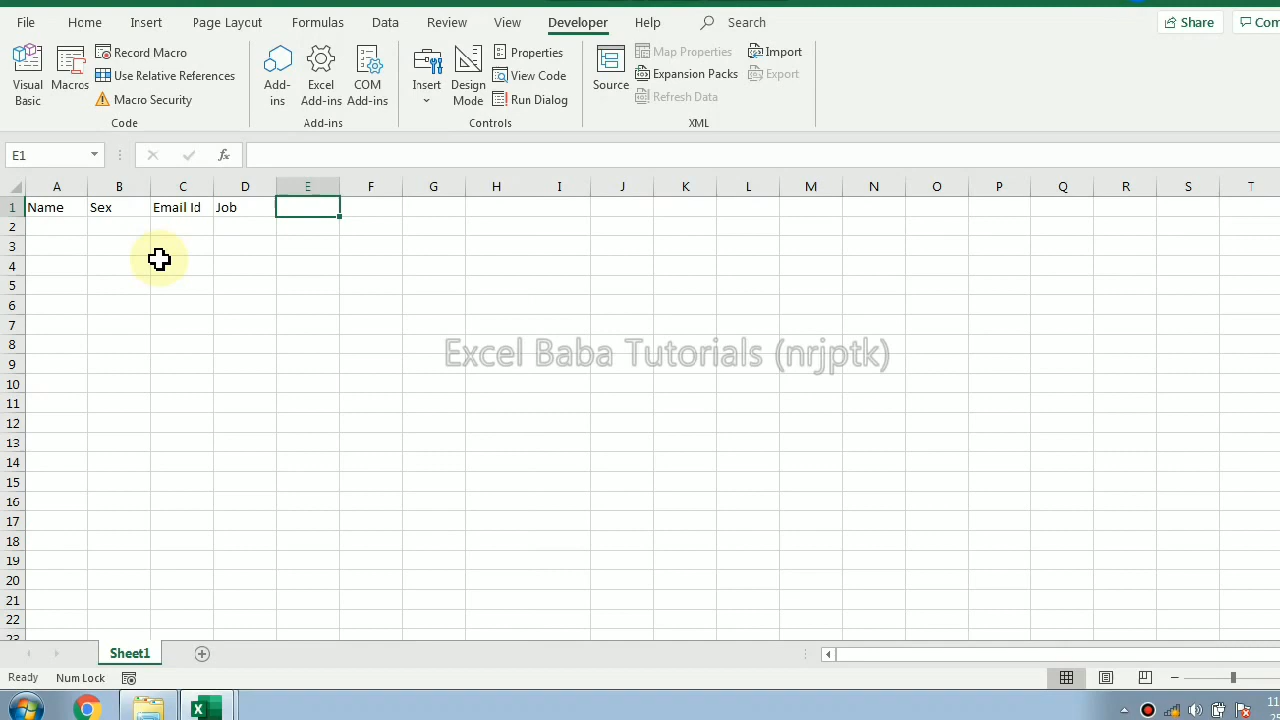 File Home Insert Page Layout Formulas Data Review View Developer Help Search Share
Visual Basic
Macros
Record Macro
Use Relative References
Macro Security
Code
Add-ins
Excel Add-ins
COM Add-ins
Add-ins
Insert
Design Mode
Properties
View Code
Run Dialog
Controls
Source
Map Properties
Expansion Packs
Refresh Data
Import
Export
XML
E1 fx
A B C D E F G H I J K L M N O P Q R S T
1 Name Sex Email Id Job
2
3
4
5
6
7
8
Excel Baba Tutorials (nrjptk)
9
10
11
12
13
14
15
16
17
18
19
20
21
22
23
Sheet1
Ready Num Lock